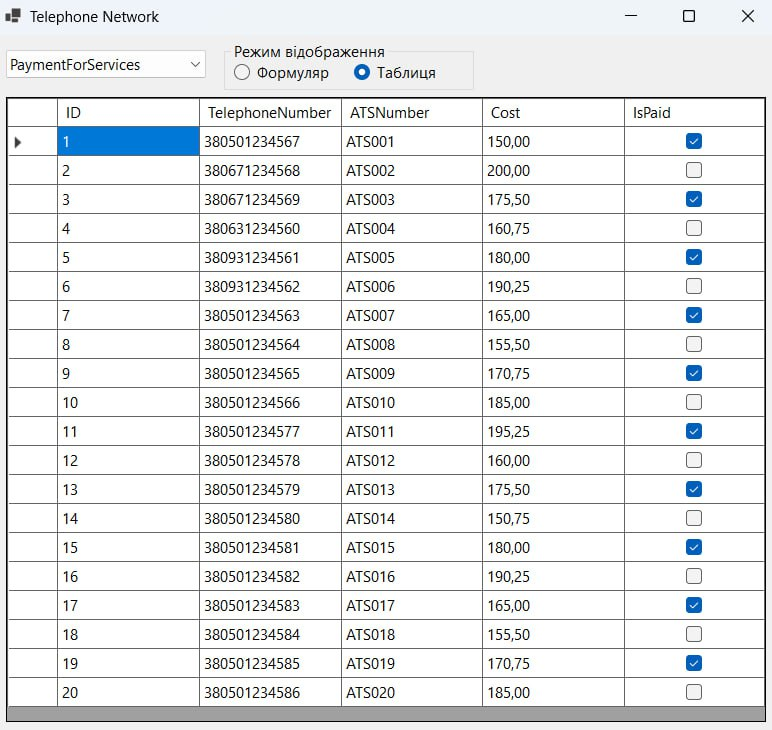 Telephone Network
PaymentForServices
Режим відображення
Формуляр Таблиця
ID TelephoneNumber ATSNumber Cost IsPaid
1 380501234567 ATS001 150,00
2 380671234568 ATS002 200,00
3 380671234569 ATS003 175,50
4 380631234560 ATS004 160,75
5 380931234561 ATS005 180,00
6 380931234562 ATS006 190,25
7 380501234563 ATS007 165,00
8 380501234564 ATS008 155,50
9 380501234565 ATS009 170,75
10 380501234566 ATS010 185,00
11 380501234577 ATS011 195,25
12 380501234578 ATS012 160,00
13 380501234579 ATS013 175,50
14 380501234580 ATS014 150,75
15 380501234581 ATS015 180,00
16 380501234582 ATS016 190,25
17 380501234583 ATS017 165,00
18 380501234584 ATS018 155,50
19 380501234585 ATS019 170,75
20 380501234586 ATS020 185,00